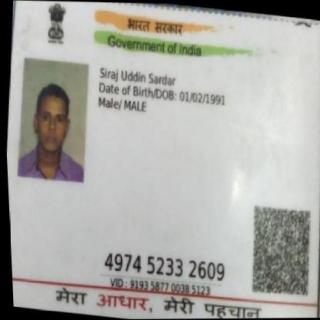 भारत सरकार
Government of India
Siraj Uddin Sardar
Date of Birth/DOB: 01/02/1991
Male/ MALE
4974 5233 2609
VID : 9193 5877 0038 5123
मेरा आधार, मेरी पहचान